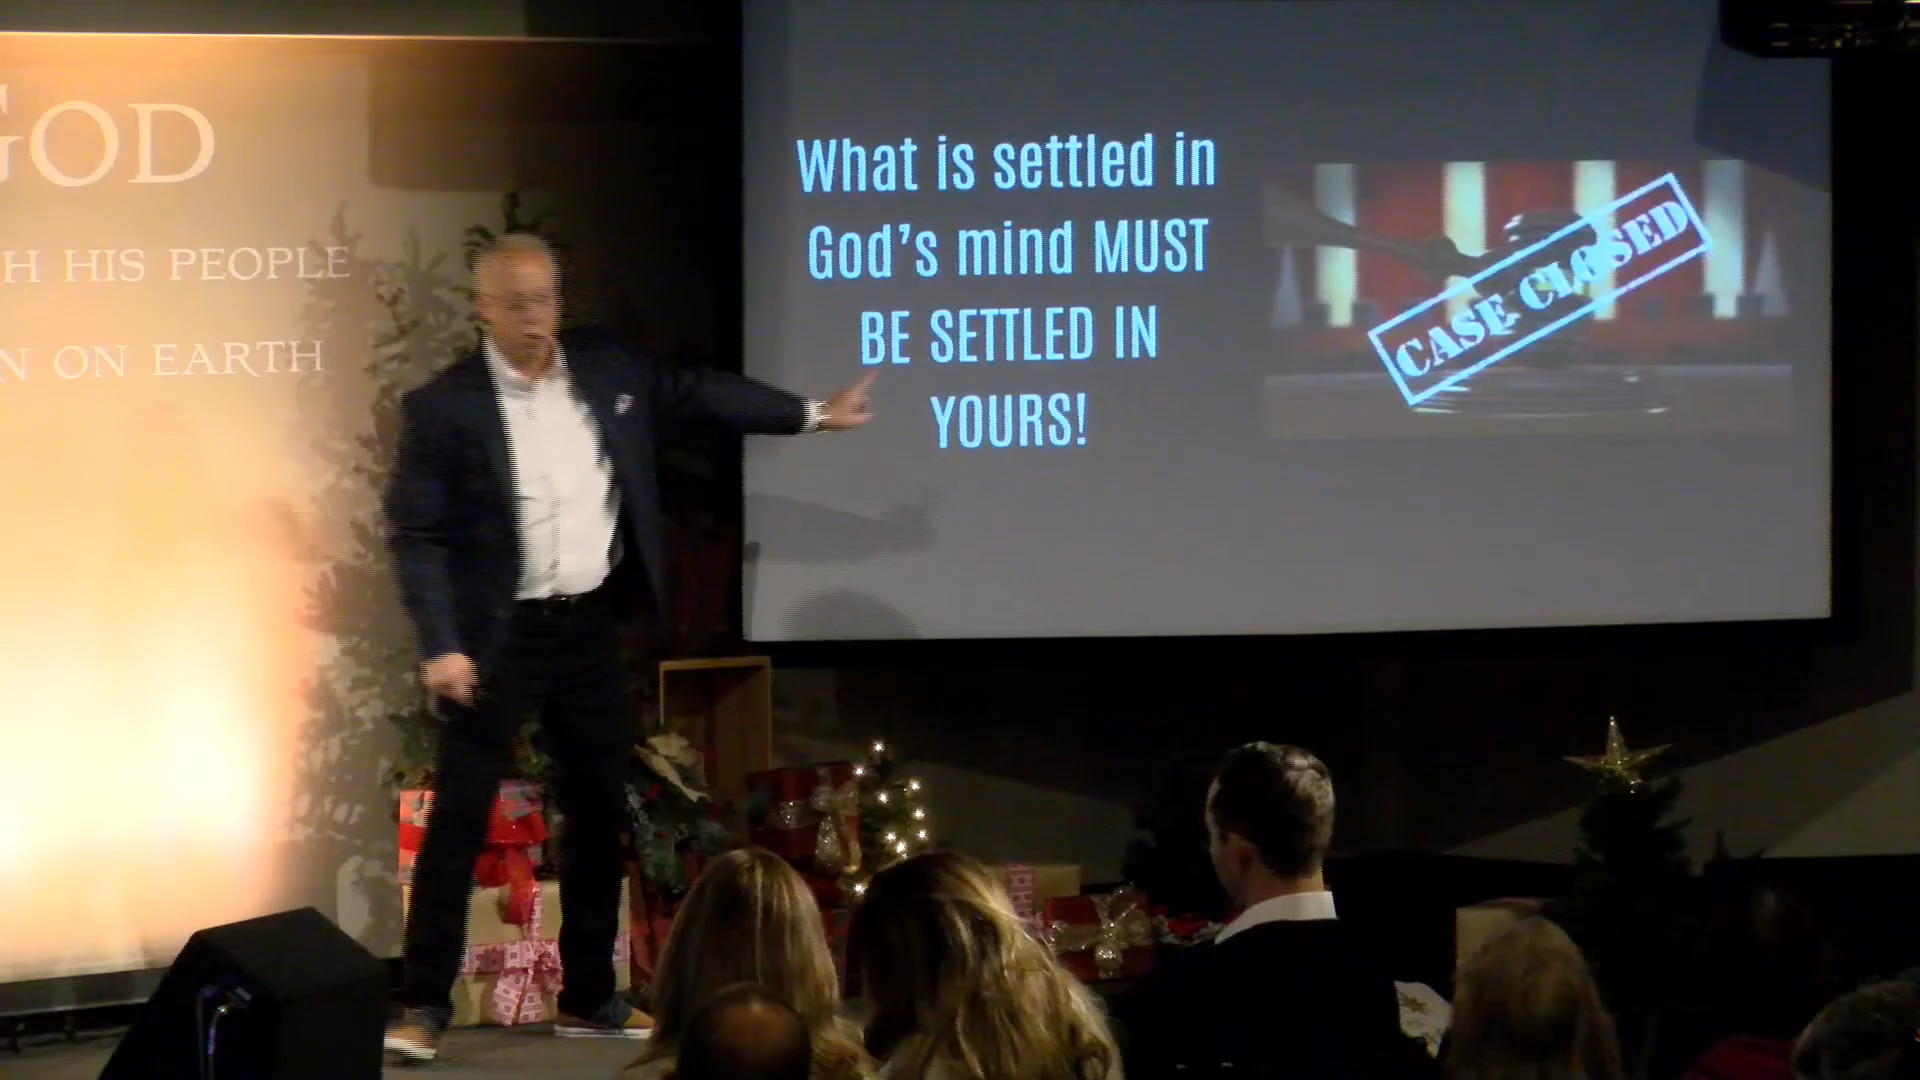 GOD
H HIS PEOPLE
N ON EARTH
What is settled in
God's mind MUST
BE SETTLED IN
YOURS!
CASE CLOSED